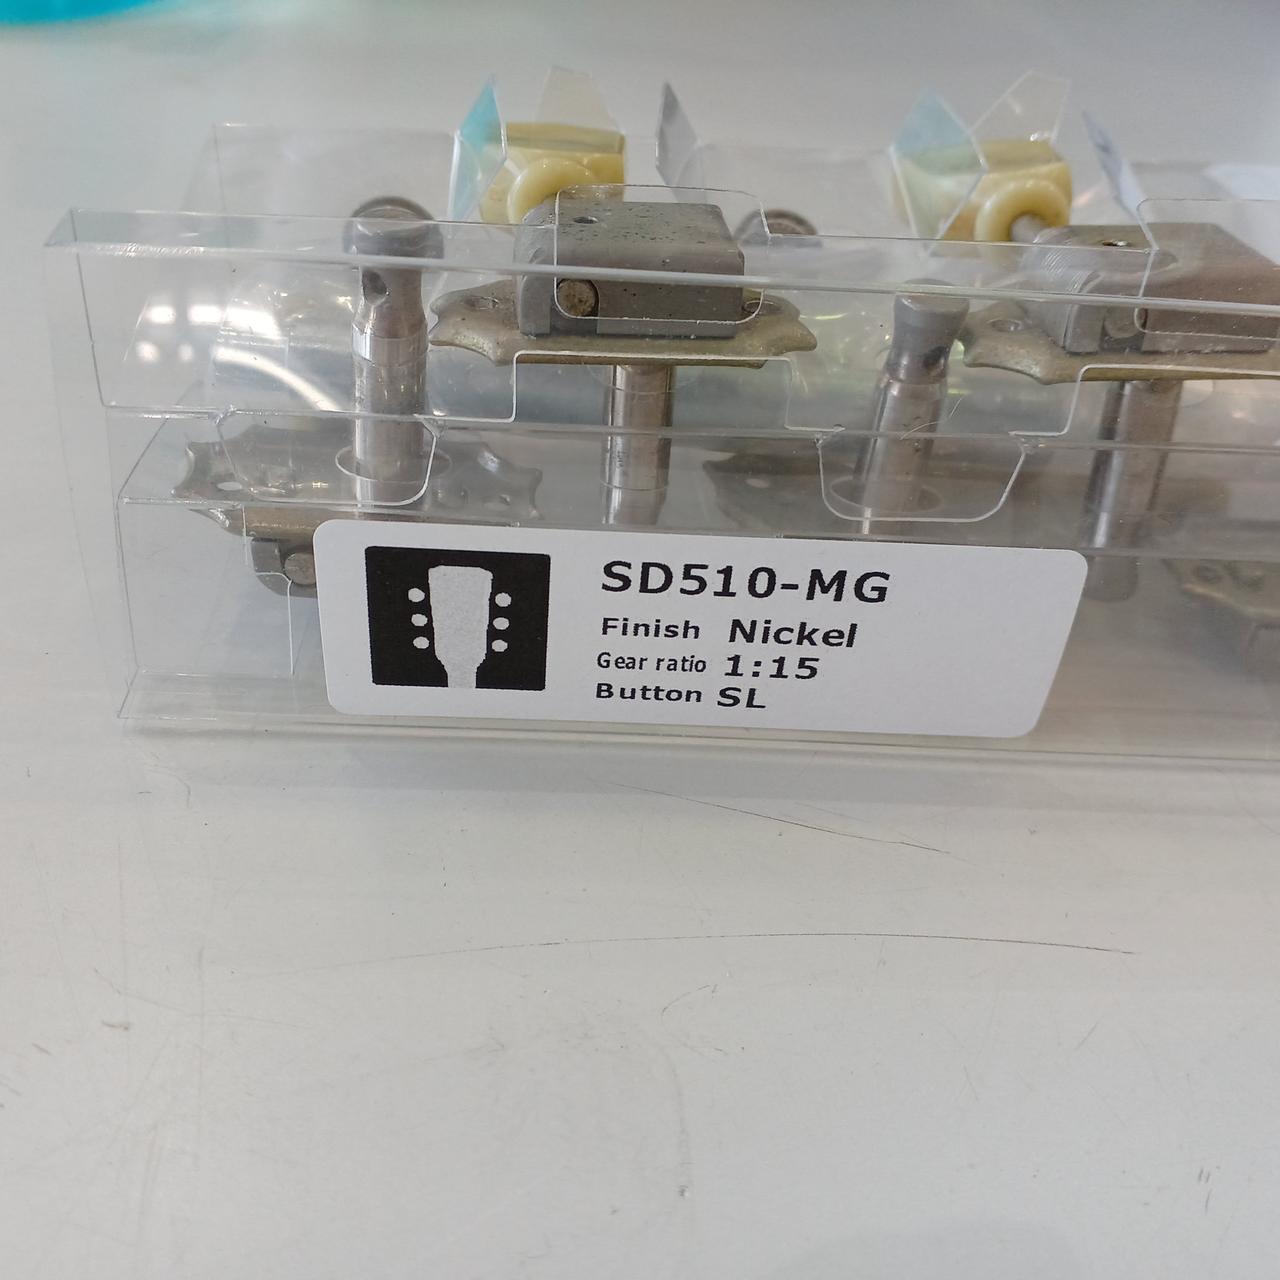 SD510-MG
Finish Nickel
Gear ratio 1:15
Button SL